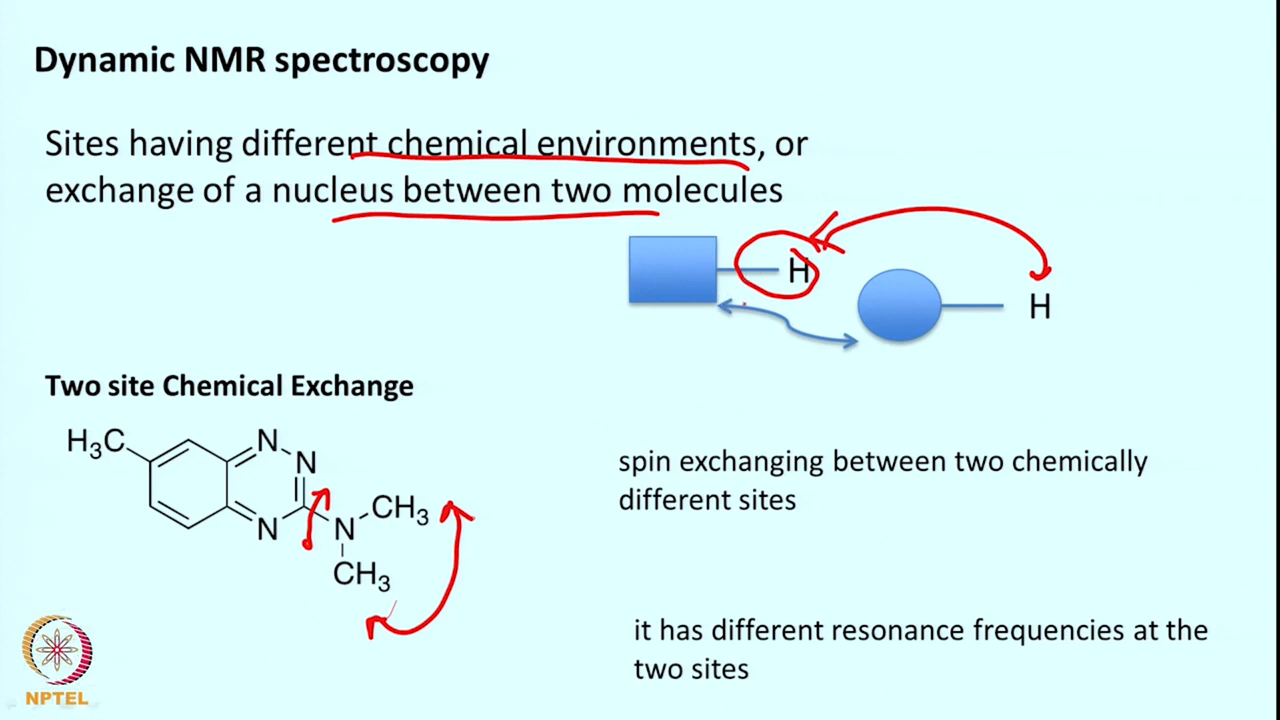 Dynamic NMR spectroscopy
Sites having different chemical environments, or
exchange of a nucleus between two molecules
H
H
Two site Chemical Exchange
H₃C
N
N
N
N
CH₃
CH₃
spin exchanging between two chemically
different sites
it has different resonance frequencies at the
two sites
NPTEL